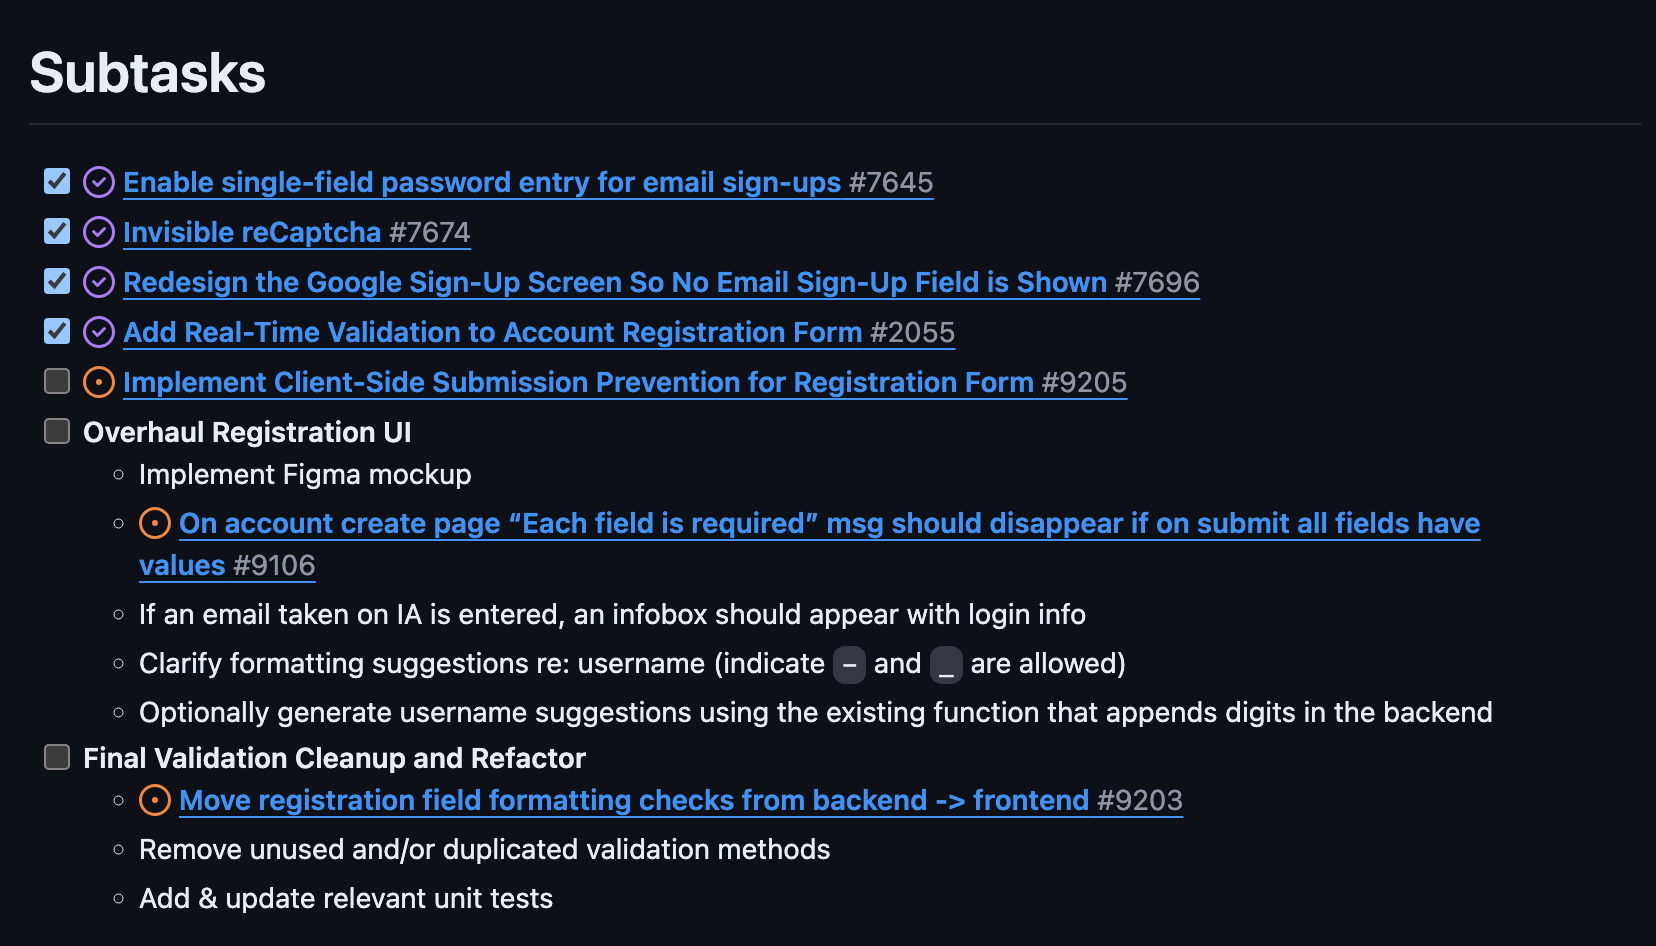 Subtasks
Enable single-field password entry for email sign-ups #7645
Invisible reCaptcha #7674
Redesign the Google Sign-Up Screen So No Email Sign-Up Field is Shown #7696
Add Real-Time Validation to Account Registration Form #2055
Implement Client-Side Submission Prevention for Registration Form #9205
Overhaul Registration UI
Implement Figma mockup
On account create page “Each field is required” msg should disappear if on submit all fields have
values #9106
If an email taken on IA is entered, an infobox should appear with login info
Clarify formatting suggestions re: username (indicate - and _ are allowed)
Optionally generate username suggestions using the existing function that appends digits in the backend
Final Validation Cleanup and Refactor
Move registration field formatting checks from backend -> frontend #9203
Remove unused and/or duplicated validation methods
Add & update relevant unit tests